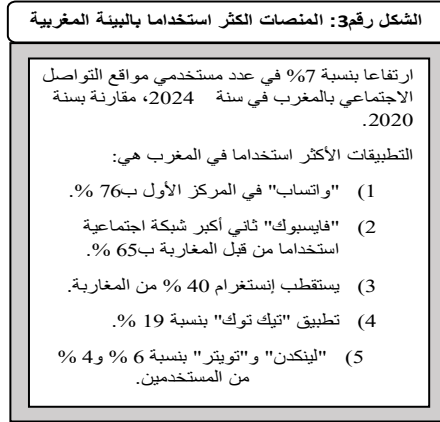 الشكل رقم3: المنصات الكثر استخداما بالبيئة المغربية
ارتفاعا بنسبة 7% في عدد مستخدمي مواقع التواصل
الاجتماعي بالمغرب في سنة 2024، مقارنة بسنة
2020.
التطبيقات الأكثر استخداما في المغرب هي:
1) "واتساب" في المركز الأول ب76 %.
2) "فايسبوك" ثاني أكبر شبكة اجتماعية
استخداما من قبل المغاربة ب65 %.
3) يستقطب إنستغرام 40 % من المغاربة.
4) تطبيق "تيك توك" بنسبة 19 %.
5) "لينكدن" و"تويتر" بنسبة 6 % و4 %
من المستخدمين.